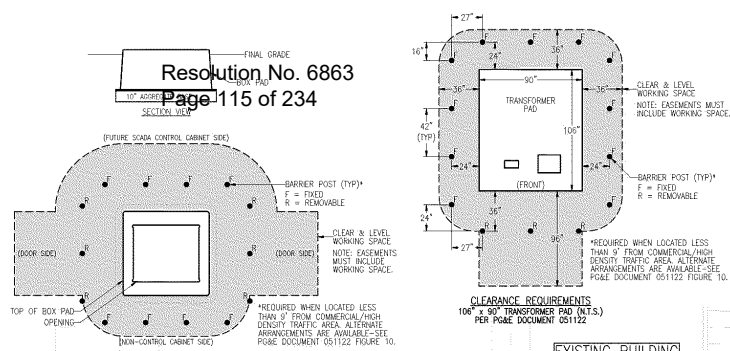 FINAL GRADE
BOX PAD
10" AGGREGATE BASE
SECTION VIEW
Resolution No. 6863
Page 115 of 234
(FUTURE SCADA CONTROL CABINET SIDE)
F
F
F
F
BARRIER POST (TYP)*
F = FIXED
R = REMOVABLE
R
R
R
R
R
R
(DOOR SIDE)
(DOOR SIDE)
CLEAR & LEVEL
WORKING SPACE
NOTE: EASEMENTS
MUST INCLUDE
WORKING SPACE.
TOP OF BOX PAD
OPENING
F
F
F
F
(NON-CONTROL CABINET SIDE)
*REQUIRED WHEN LOCATED LESS
THAN 9' FROM COMMERCIAL/HIGH
DENSITY TRAFFIC AREA. ALTERNATE
ARRANGEMENTS ARE AVAILABLE-SEE
PG&E DOCUMENT 051122 FIGURE 10.
27"
16"
24"
36"
F
F
F
F
F
36"
90"
36"
TRANSFORMER
PAD
106"
42"
(TYP)
F
F
F
F
24"
24"
(FRONT)
CLEAR & LEVEL
WORKING SPACE
NOTE: EASEMENTS MUST
INCLUDE WORKING SPACE.
BARRIER POST (TYP)*
F = FIXED
R = REMOVABLE
F
F
24"
36"
R
R
R
27"
96"
*REQUIRED WHEN LOCATED LESS
THAN 9' FROM COMMERCIAL/HIGH
DENSITY TRAFFIC AREA. ALTERNATE
ARRANGEMENTS ARE AVAILABLE-SEE
PG&E DOCUMENT 051122 FIGURE 10.
CLEARANCE REQUIREMENTS
106" x 90" TRANSFORMER PAD (N.T.S.)
PER PG&E DOCUMENT 051122
EXISTING BUILDING